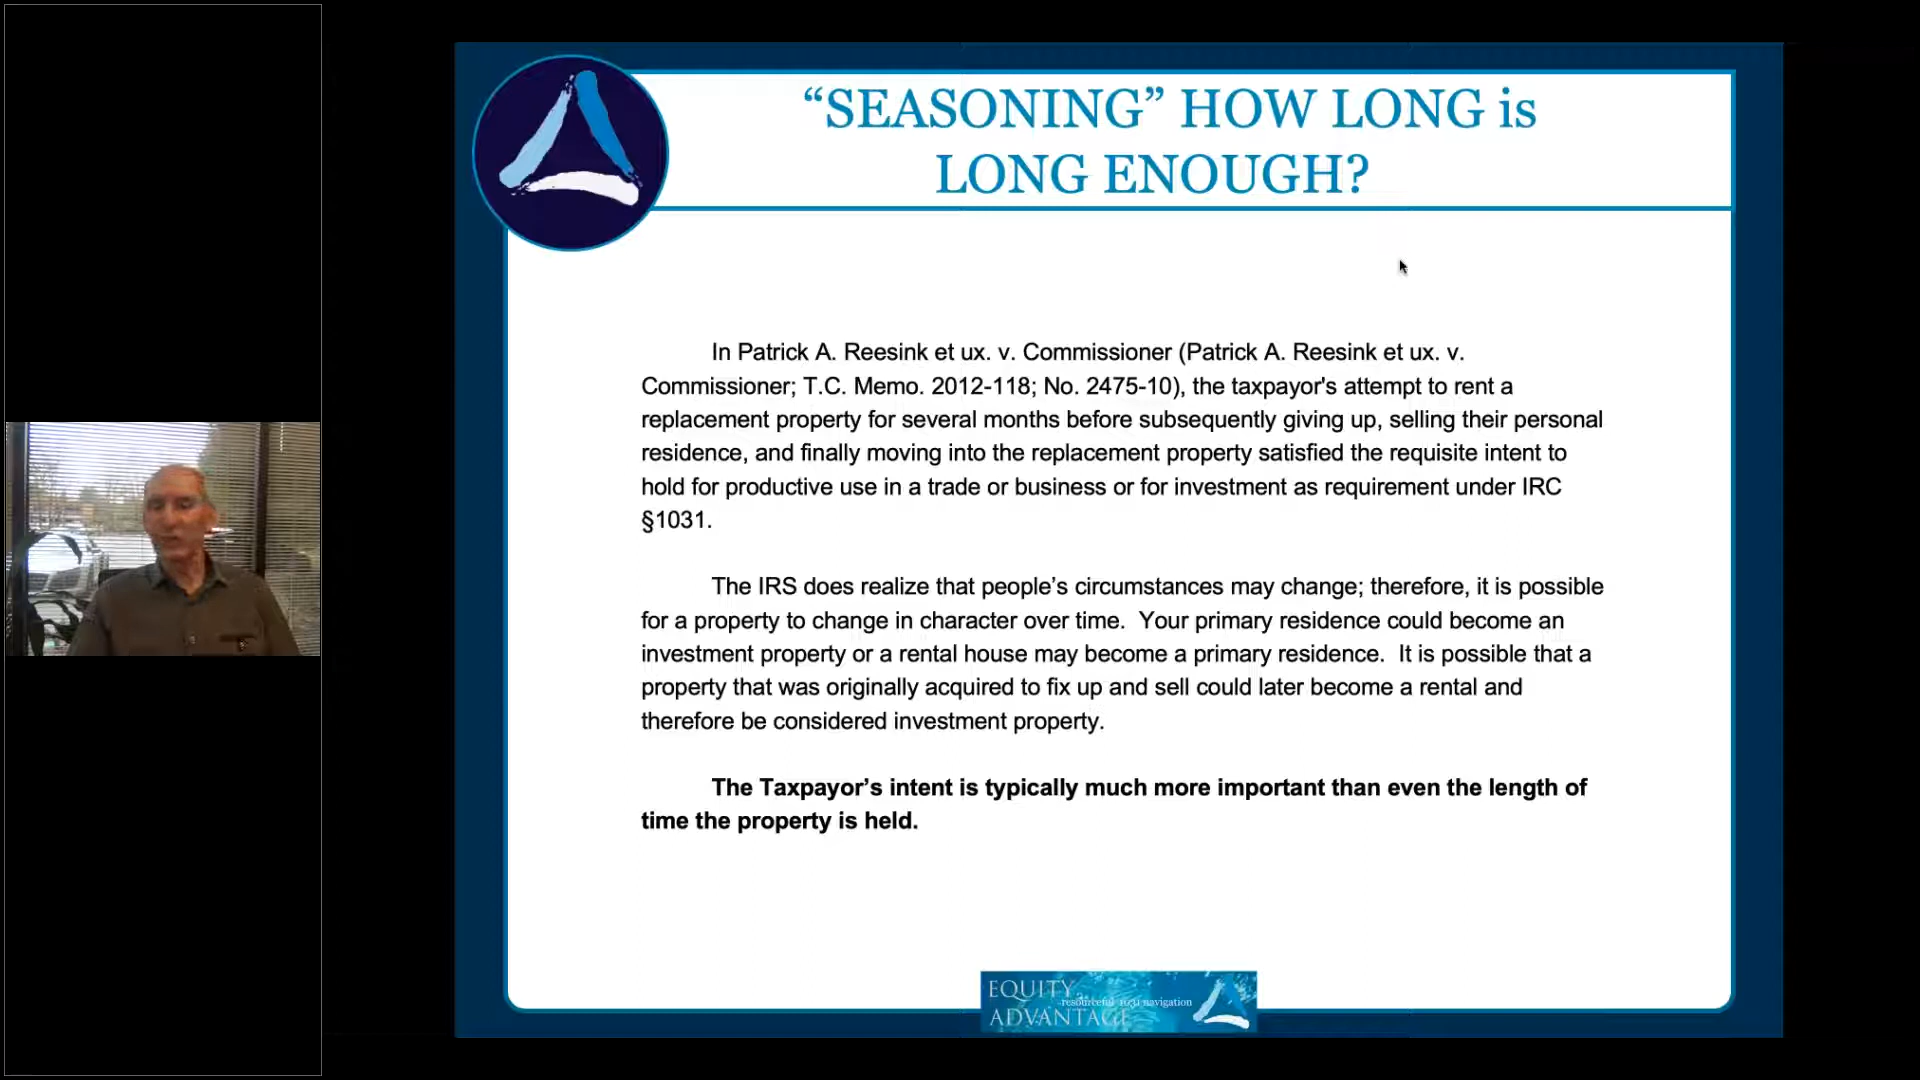 “SEASONING” HOW LONG is
LONG ENOUGH?
In Patrick A. Reesink et ux. v. Commissioner (Patrick A. Reesink et ux. v.
Commissioner; T.C. Memo. 2012-118; No. 2475-10), the taxpayer's attempt to rent a
replacement property for several months before subsequently giving up, selling their personal
residence, and finally moving into the replacement property satisfied the requisite intent to
hold for productive use in a trade or business or for investment as requirement under IRC
§1031.
The IRS does realize that people’s circumstances may change; therefore, it is possible
for a property to change in character over time.  Your primary residence could become an
investment property or a rental house may become a primary residence.  It is possible that a
property that was originally acquired to fix up and sell could later become a rental and
therefore be considered investment property.
The Taxpayer’s intent is typically much more important than even the length of
time the property is held.
EQUITY
resourceful 1031 navigation
ADVANTAGE